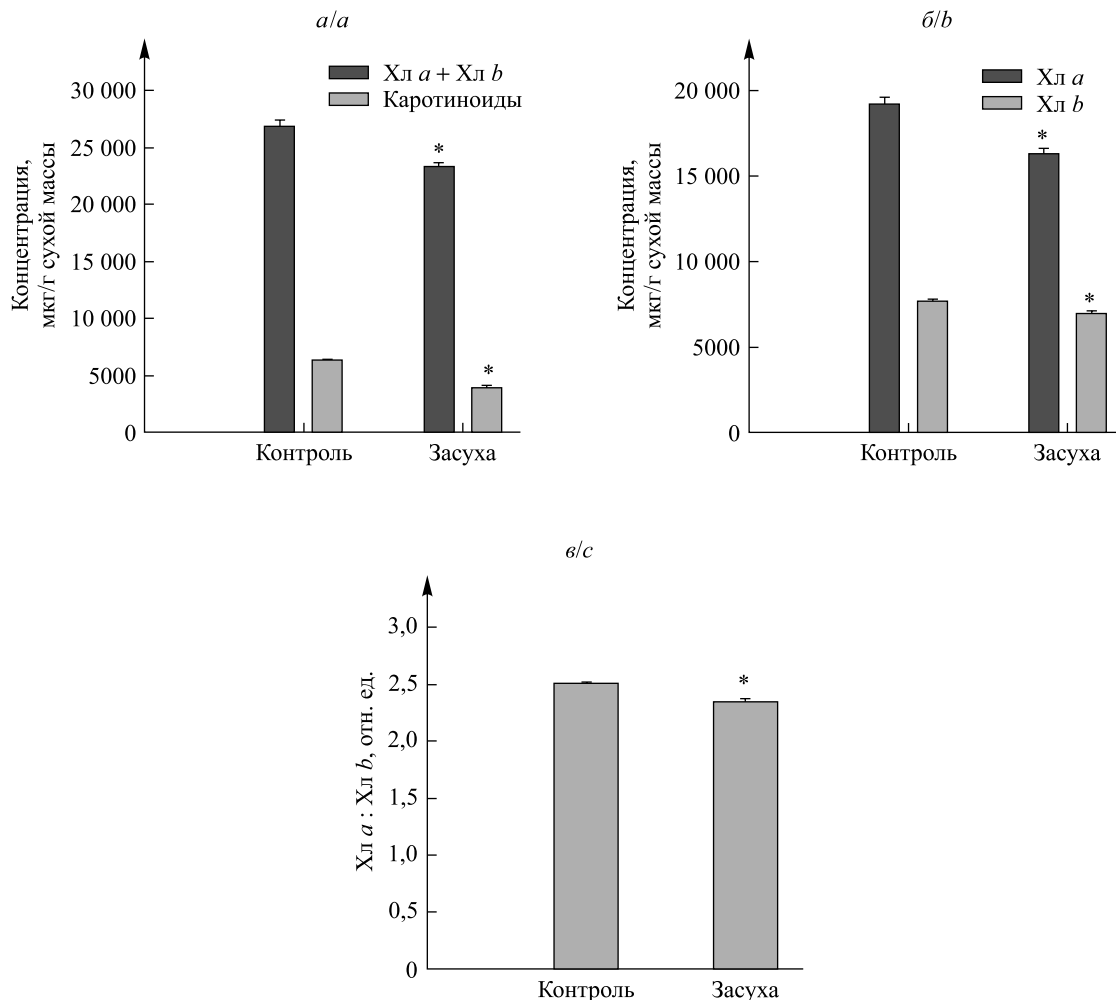 а/a
Хл a + Хл b
Каротиноиды
Концентрация,
мкг/г сухой массы
30 000
25 000
20 000
15 000
10 000
5000
0
*
*
Контроль
Засуха
б/b
Хл a
Хл b
Концентрация,
мкг/г сухой массы
20 000
15 000
10 000
5000
0
*
*
Контроль
Засуха
в/c
Хл a : Хл b, отн. ед.
3,0
2,5
2,0
1,5
1,0
0,5
0
*
Контроль
Засуха